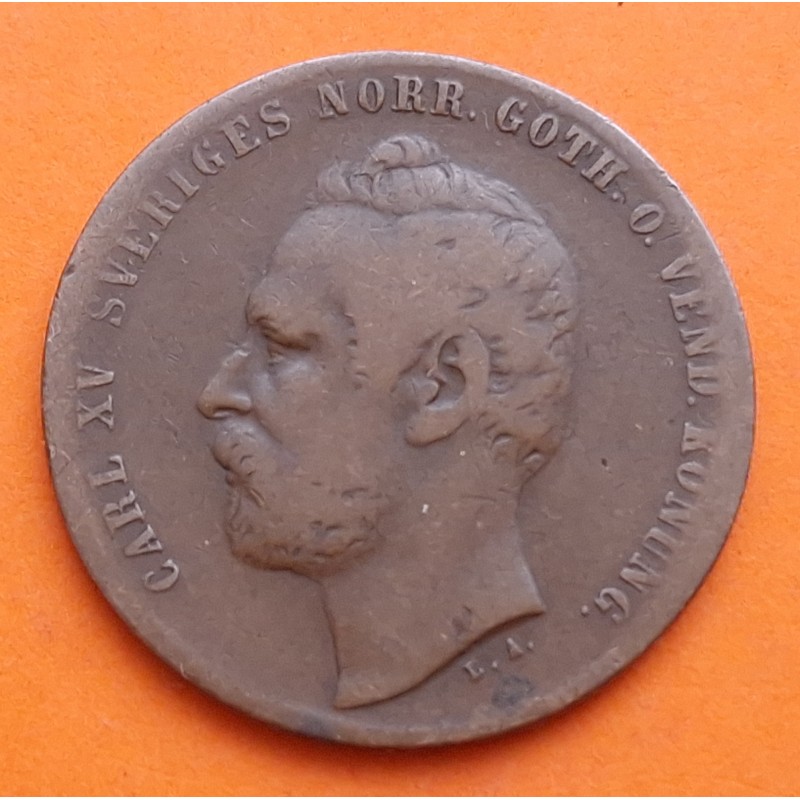 CARL XV SVERIGES NORR. GOTH. O. VEND. KONUNG.
L. A.